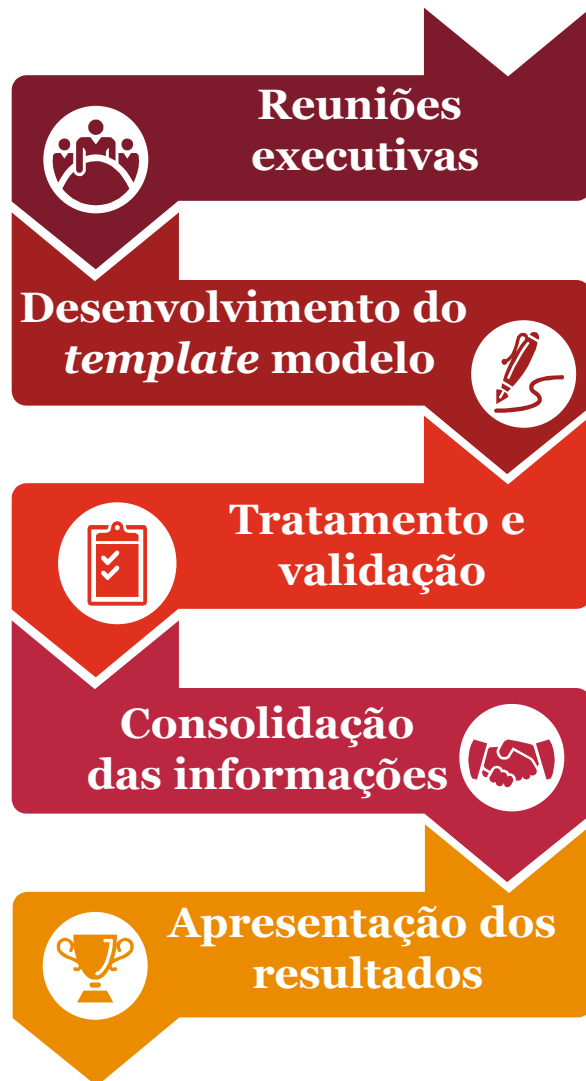 Reuniões
executivas
Desenvolvimento do
template modelo
Tratamento e
validação
Consolidação
das informações
Apresentação dos
resultados